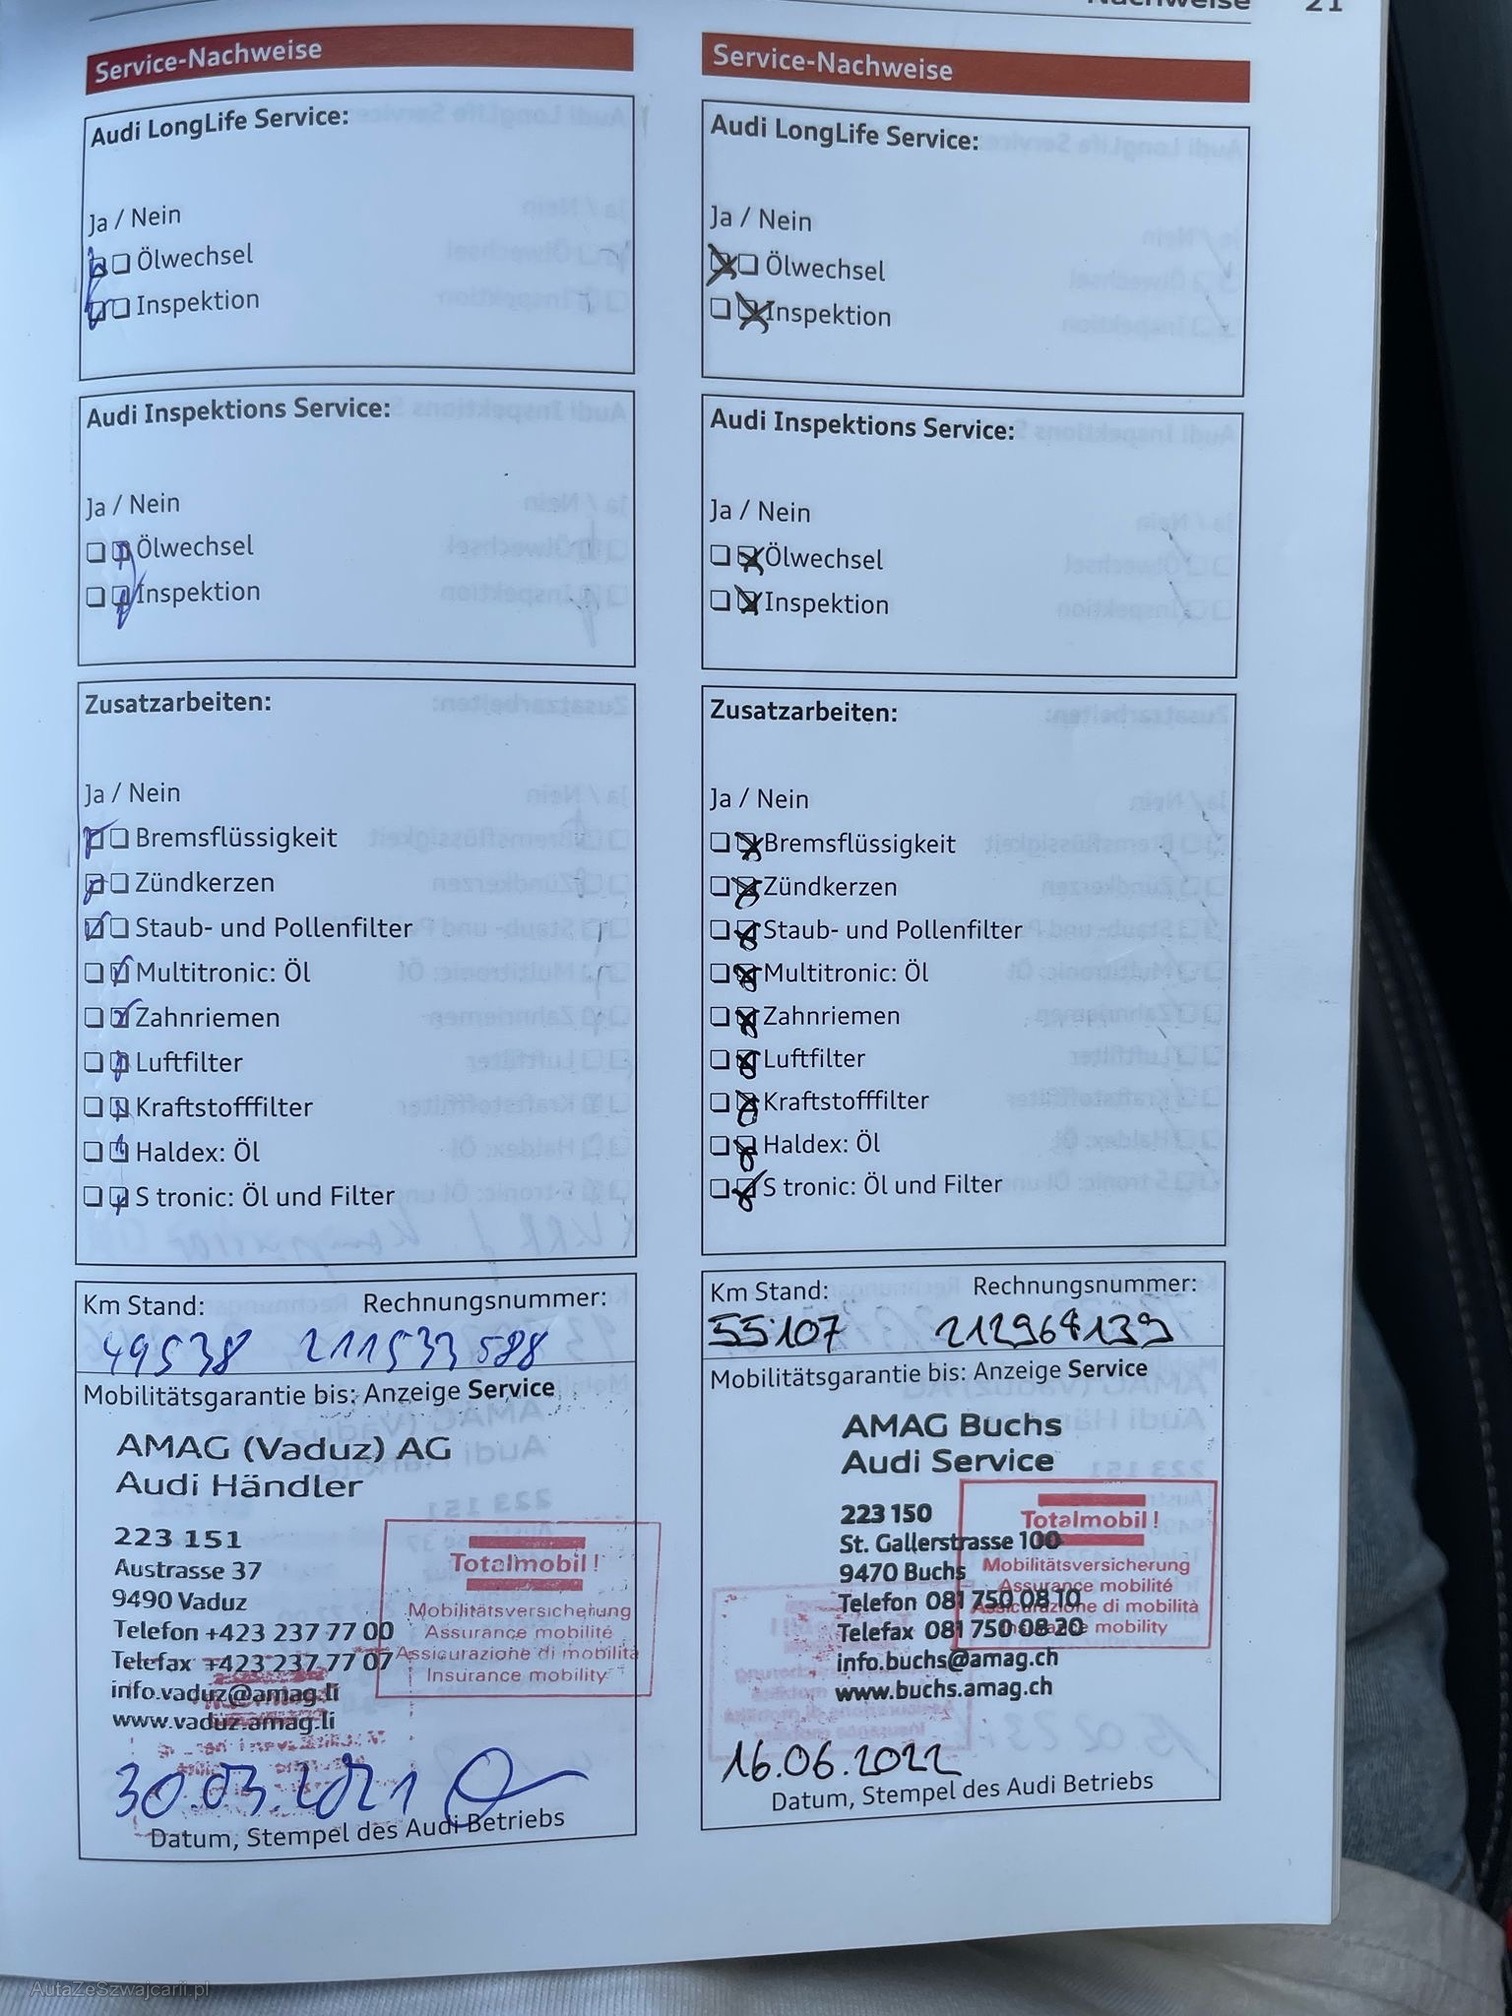 Nachweise 21
Service-Nachweise
Audi LongLife Service:
Ja / Nein
Ölwechsel
Inspektion
Audi Inspektions Service:
Ja / Nein
Ölwechsel
Inspektion
Zusatzarbeiten:
Ja / Nein
Bremsflüssigkeit
Zündkerzen
Staub- und Pollenfilter
Multitronic: Öl
Zahnriemen
Luftfilter
Kraftstofffilter
Haldex: Öl
S tronic: Öl und Filter
Km Stand: Rechnungsnummer:
49538 211533588
Mobilitätsgarantie bis: Anzeige Service
AMAG (Vaduz) AG
Audi Händler
223 151
Austrasse 37
9490 Vaduz
Telefon +423 237 77 00
Telefax +423 237 77 07
info.vaduz@amag.li
www.vaduz.amag.li
Totalmobil !
Mobilitätsversicherung
Assurance mobilité
Assicurazione di mobilità
Insurance mobility
30.03.2021
Datum, Stempel des Audi Betriebs
Service-Nachweise
Audi LongLife Service:
Ja / Nein
Ölwechsel
Inspektion
Audi Inspektions Service:
Ja / Nein
Ölwechsel
Inspektion
Zusatzarbeiten:
Ja / Nein
Bremsflüssigkeit
Zündkerzen
Staub- und Pollenfilter
Multitronic: Öl
Zahnriemen
Luftfilter
Kraftstofffilter
Haldex: Öl
S tronic: Öl und Filter
Km Stand: Rechnungsnummer:
55107 212968139
Mobilitätsgarantie bis: Anzeige Service
AMAG Buchs
Audi Service
223 150
St. Gallerstrasse 100
9470 Buchs
Telefon 081 750 08 10
Telefax 081 750 08 20
info.buchs@amag.ch
www.buchs.amag.ch
Totalmobil !
Mobilitätsversicherung
Assurance mobilité
Assicurazione di mobilità
Insurance mobility
16.06.2022
Datum, Stempel des Audi Betriebs
AutaZeSzwajcarii.pl